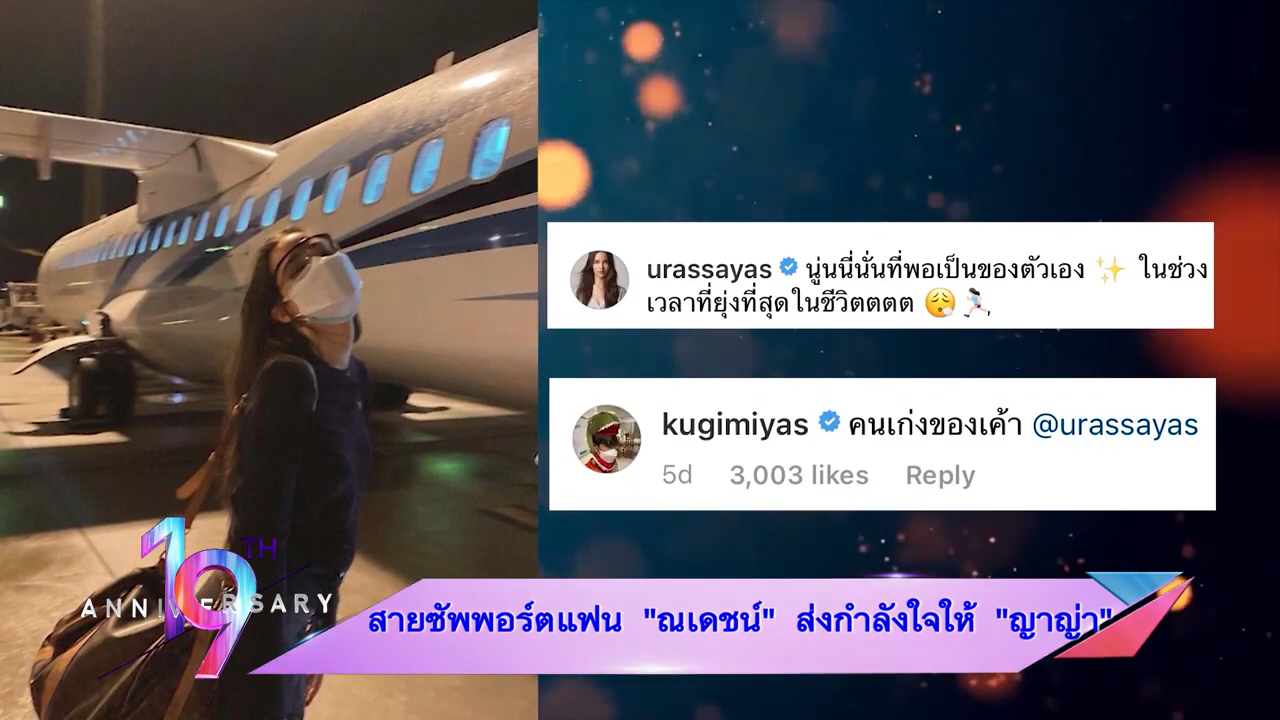 urassayas นู่นนี่นั่นที่พอเป็นของตัวเอง ✨ ในช่วง
เวลาที่ยุ่งที่สุดในชีวิตตตต 😮‍💨 🏃🏻‍♀️
kugimiyas คนเก่งของเค้า @urassayas
5d 3,003 likes Reply
19TH
ANNIVERSARY
สายซัพพอร์ตแฟน "ณเดชน์" ส่งกำลังใจให้ "ญาญ่า"